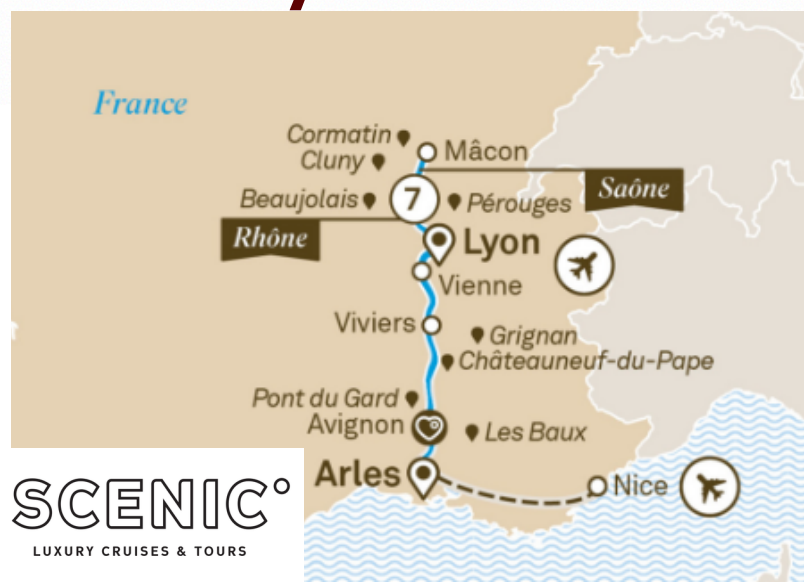 France
Cormatin
Mâcon
Cluny
Saône
Beaujolais
7
Pérouges
Rhône
Lyon
Vienne
Viviers
Grignan
Châteauneuf-du-Pape
Pont du Gard
Avignon
Les Baux
Arles
Nice
SCENIC°
LUXURY CRUISES & TOURS